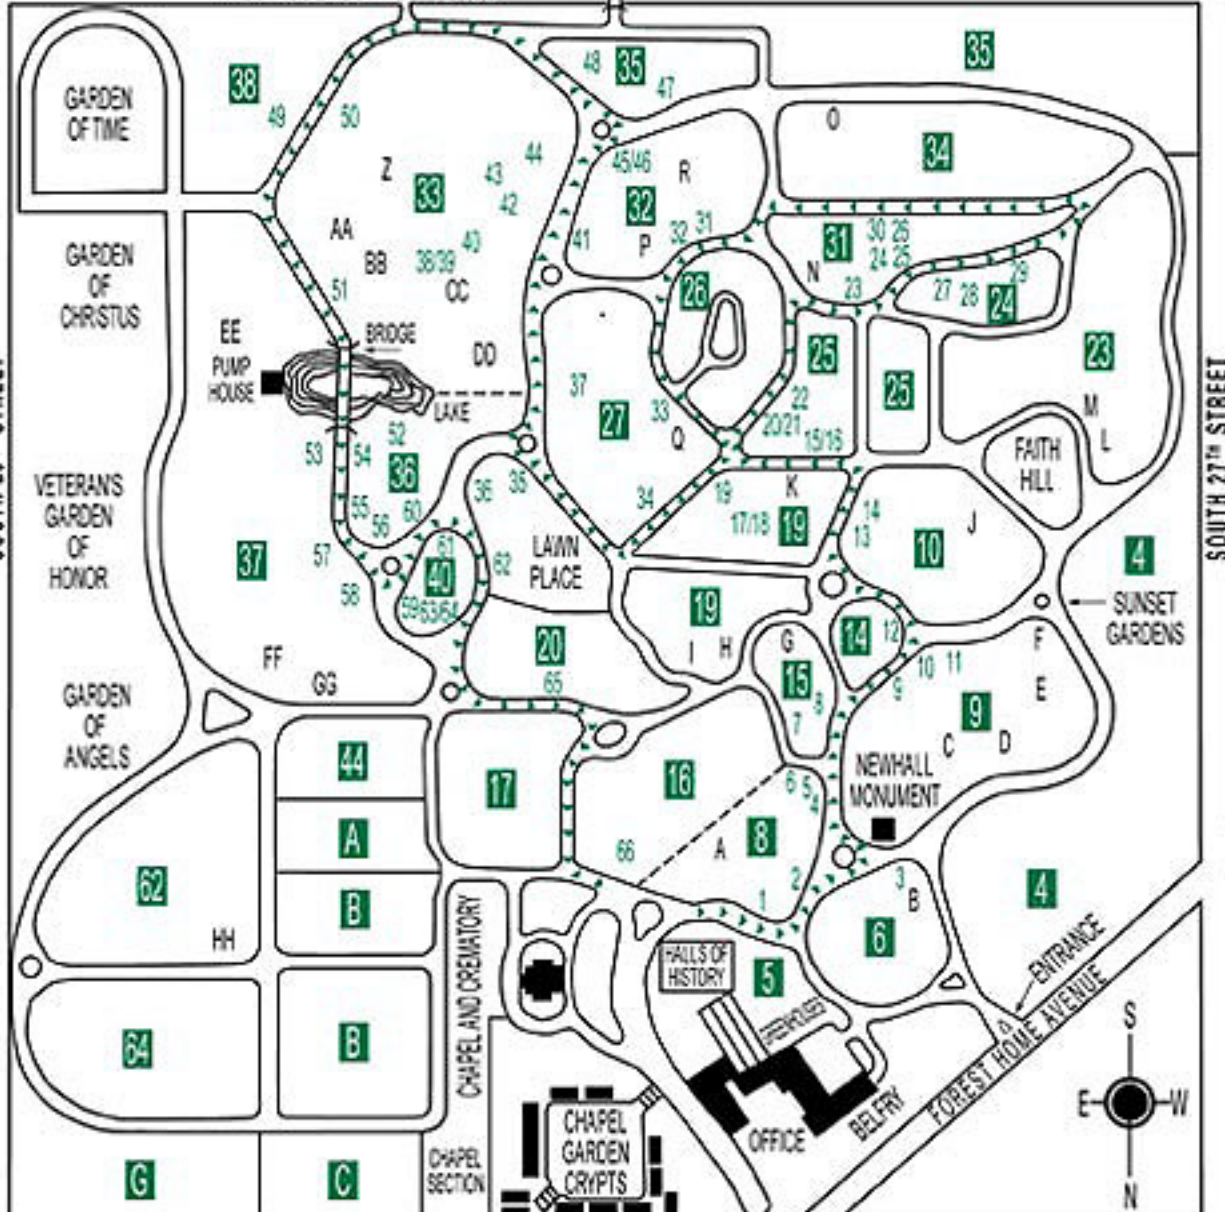 35
48
35
47
38
GARDEN
OF TIME
49
50
O
34
44
45/46
R
Z
33
43
42
32
AA
40
41
P
32
31
31
30 26
24 25
BB
38/39
CC
N
23
26
29
27 28
24
GARDEN
OF
CHRISTUS
51
EE
PUMP
HOUSE
BRIDGE
DD
LAKE
37
27
25
25
23
22
20/21
15/16
33
Q
M
L
FAITH
HILL
SOUTH 27TH STREET
52
53
54
36
35
36
34
19
K
17/18
19
14
13
J
10
4
VETERAN'S
GARDEN
OF
HONOR
55
56
60
57
58
37
61
40
59
63/64
62
LAWN
PLACE
SUNSET
GARDENS
19
I
H
G
14
12
15
8
7
F
E
10
11
9
9
C
D
20
65
FF
GG
GARDEN
OF
ANGELS
44
17
16
6
5
4
NEWHALL
MONUMENT
A
66
A
8
2
1
3
B
4
62
HH
B
6
CHAPEL AND CREMATORY
HALLS OF
HISTORY
5
GREENHOUSES
ENTRANCE
FOREST HOME AVENUE
64
B
OFFICE
BELFRY
S
E
W
N
CHAPEL
GARDEN
CRYPTS
CHAPEL
SECTION
G
C